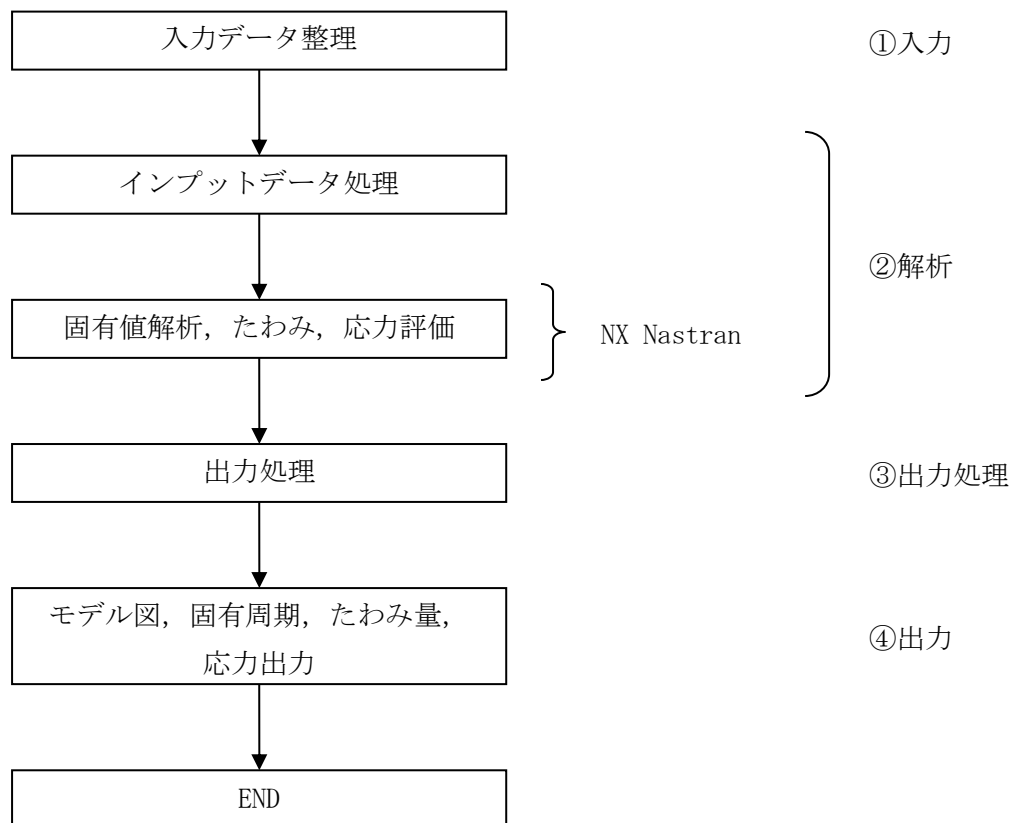 入力データ整理
①入力
インプットデータ処理
②解析
固有値解析，たわみ，応力評価
NX Nastran
出力処理
③出力処理
モデル図，固有周期，たわみ量，
応力出力
④出力
END